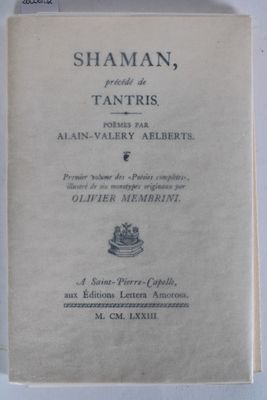 SHAMAN,
précédé de
TANTRIS.
POÈMES PAR
ALAIN-VALERY AELBERTS.
Premier volume des «Poésies complètes»,
illustré de six monotypes originaux par
OLIVIER MEMBRINI.
A Saint-Pierre-Capelle,
aux Éditions Lettera Amorosa.
M. CM. LXXIII.